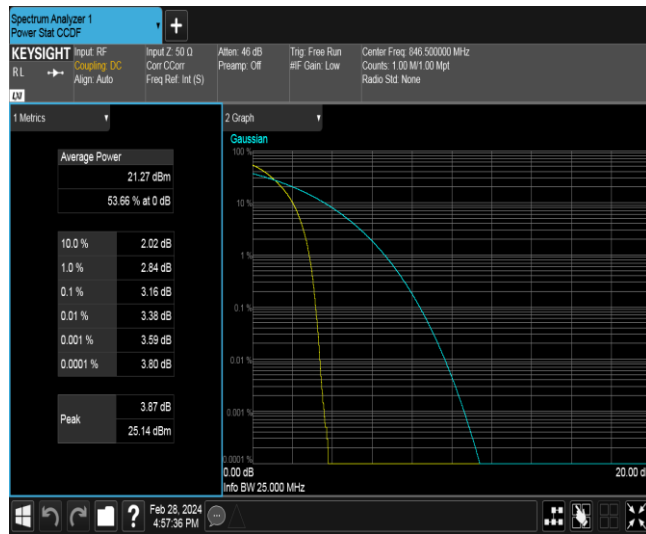 Spectrum Analyzer 1
Power Stat CCDF
+
KEYSIGHT
RL
LXI
Input: RF
Coupling: DC
Align: Auto
Input Z: 50 Ω
Corr CCorr
Freq Ref: Int (S)
Atten: 46 dB
Preamp: Off
Trig: Free Run
#IF Gain: Low
Center Freq: 846.500000 MHz
Counts: 1.00 M/1.00 Mpt
Radio Std: None
1 Metrics
Average Power
21.27 dBm
53.66 % at 0 dB
10.0 % 2.02 dB
1.0 % 2.84 dB
0.1 % 3.16 dB
0.01 % 3.38 dB
0.001 % 3.59 dB
0.0001 % 3.80 dB
Peak
3.87 dB
25.14 dBm
2 Graph
Gaussian
100 %
10 %
1 %
0.1 %
0.01 %
0.001 %
0.0001 %
0.00 dB
20.00 d
Info BW 25.000 MHz
?
Feb 28, 2024
4:57:36 PM